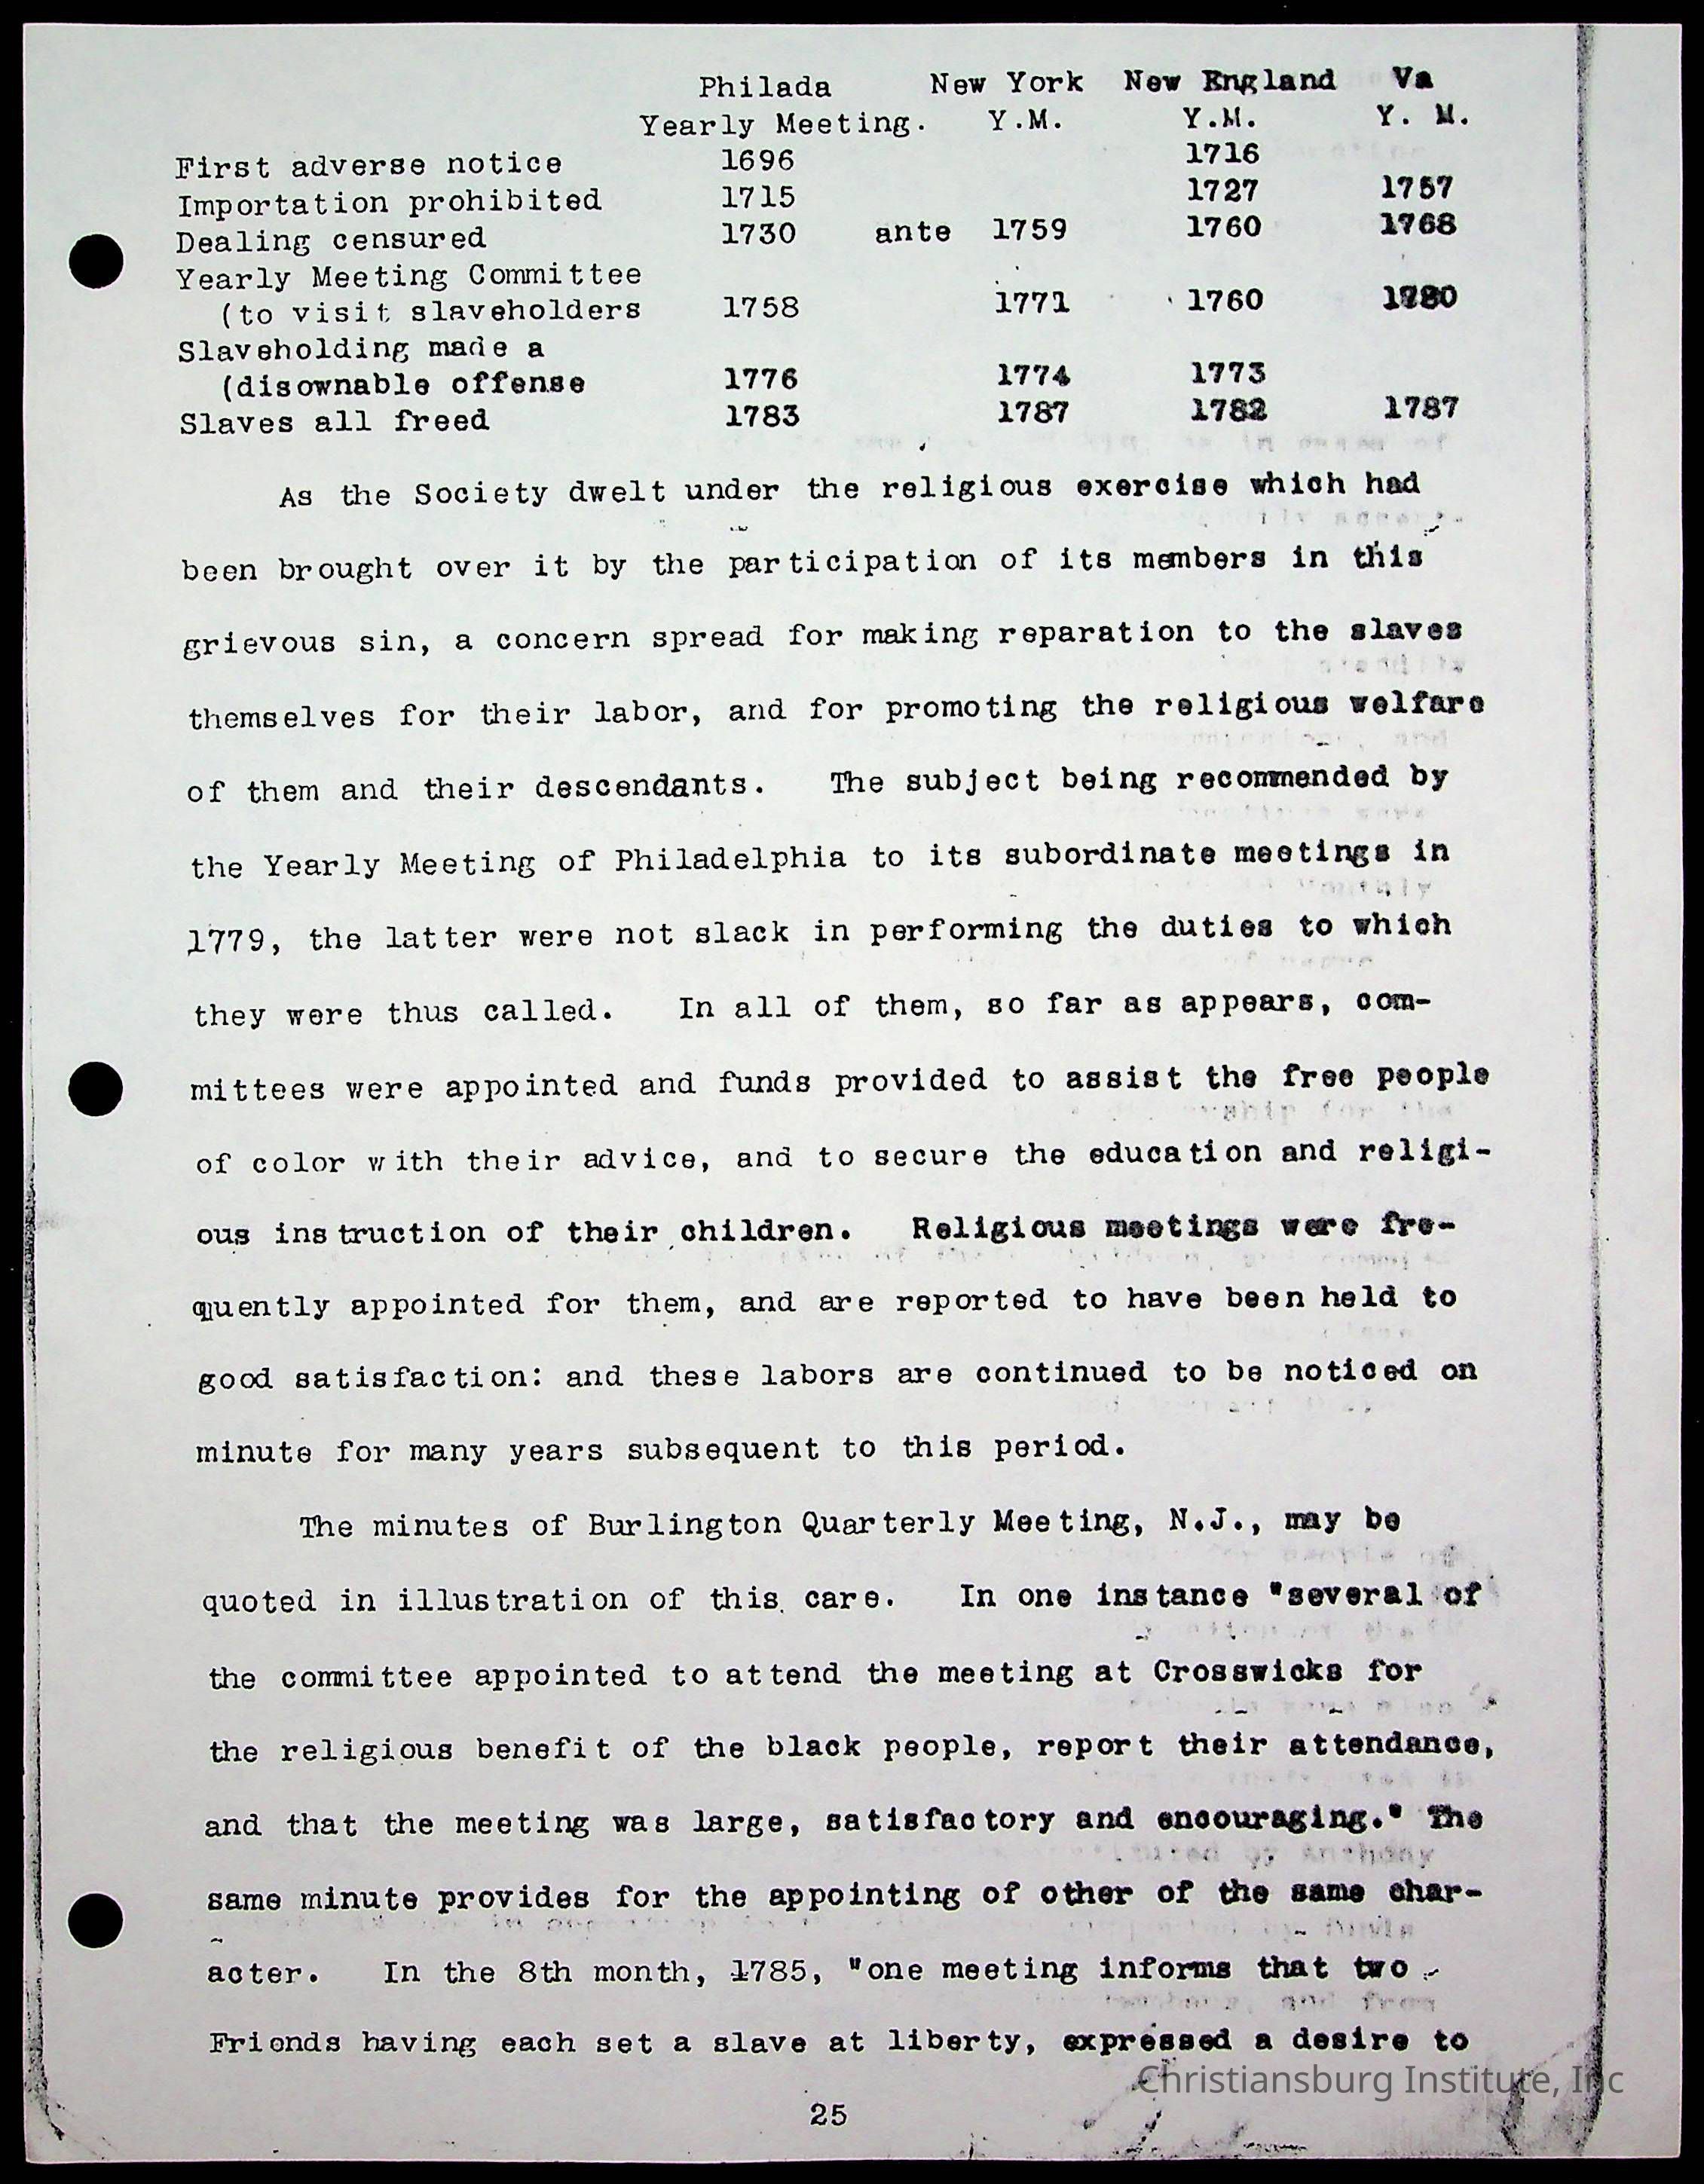 Philada New York New England Va
Yearly Meeting. Y.M. Y.M. Y. M.
First adverse notice 1696 1716
Importation prohibited 1715 1727 1757
Dealing censured 1730 ante 1759 1760 1768
Yearly Meeting Committee
(to visit slaveholders 1758 1771 1760
Slaveholding made a
(disownable offense 1776 1774 1773
Slaves all freed 1783 1787 1782 1787
As the Society dwelt under the religious exercise which had
been brought over it by the participation of its members in this
grievous sin, a concern spread for making reparation to the slaves
themselves for their labor, and for promoting the religious welfare
of them and their descendants. The subject being recommended by
the Yearly Meeting of Philadelphia to its subordinate meetings in
1779, the latter were not slack in performing the duties to which
they were thus called. In all of them, so far as appears, com-
mittees were appointed and funds provided to assist the free people
of color with their advice, and to secure the education and religi-
ous instruction of their children. Religious meetings were fre-
quently appointed for them, and are reported to have been held to
good satisfaction: and these labors are continued to be noticed on
minute for many years subsequent to this period.
The minutes of Burlington Quarterly Meeting, N.J., may be
quoted in illustration of this care. In one instance "several of
the committee appointed to attend the meeting at Crosswicks for
the religious benefit of the black people, report their attendance,
and that the meeting was large, satisfactory and encouraging." The
same minute provides for the appointing of other of the same char-
acter. In the 8th month, 1785, "one meeting informs that two
Friends having each set a slave at liberty, expressed a desire to
Christiansburg Institute, Inc
25